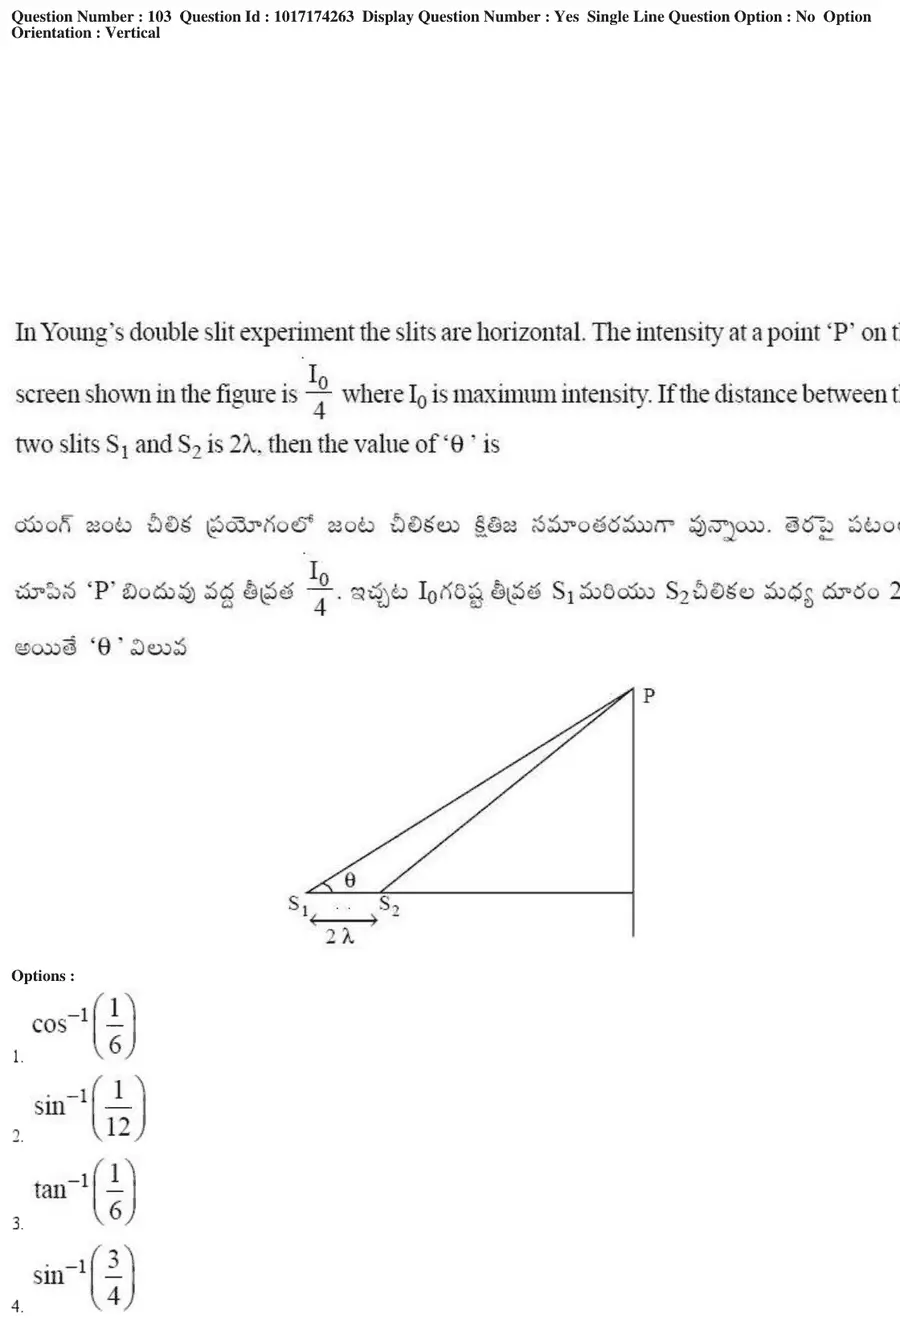 Question Number : 103 Question Id : 1017174263 Display Question Number : Yes Single Line Question Option : No Option
Orientation : Vertical
In Young's double slit experiment the slits are horizontal. The intensity at a point 'P' on t
screen shown in the figure is I₀/4 where I₀ is maximum intensity. If the distance between t
two slits S₁ and S₂ is 2λ, then the value of 'θ' is
యంగ్ జంట చీలిక ప్రయోగంలో జంట చీలికలు క్షితిజ సమాంతరముగా వున్నాయి. తెరపై పటం
చూపిన 'P' బిందువు వద్ద తీవ్రత I₀/4. ఇచ్చట I₀గరిష్ట తీవ్రత S₁మరియు S₂చీలికల మధ్య దూరం 2
అయితే 'θ' విలువ
P
θ
S₁ S₂
2 λ
Options :
1. cos⁻¹(1/6)
2. sin⁻¹(1/12)
3. tan⁻¹(1/6)
4. sin⁻¹(3/4)